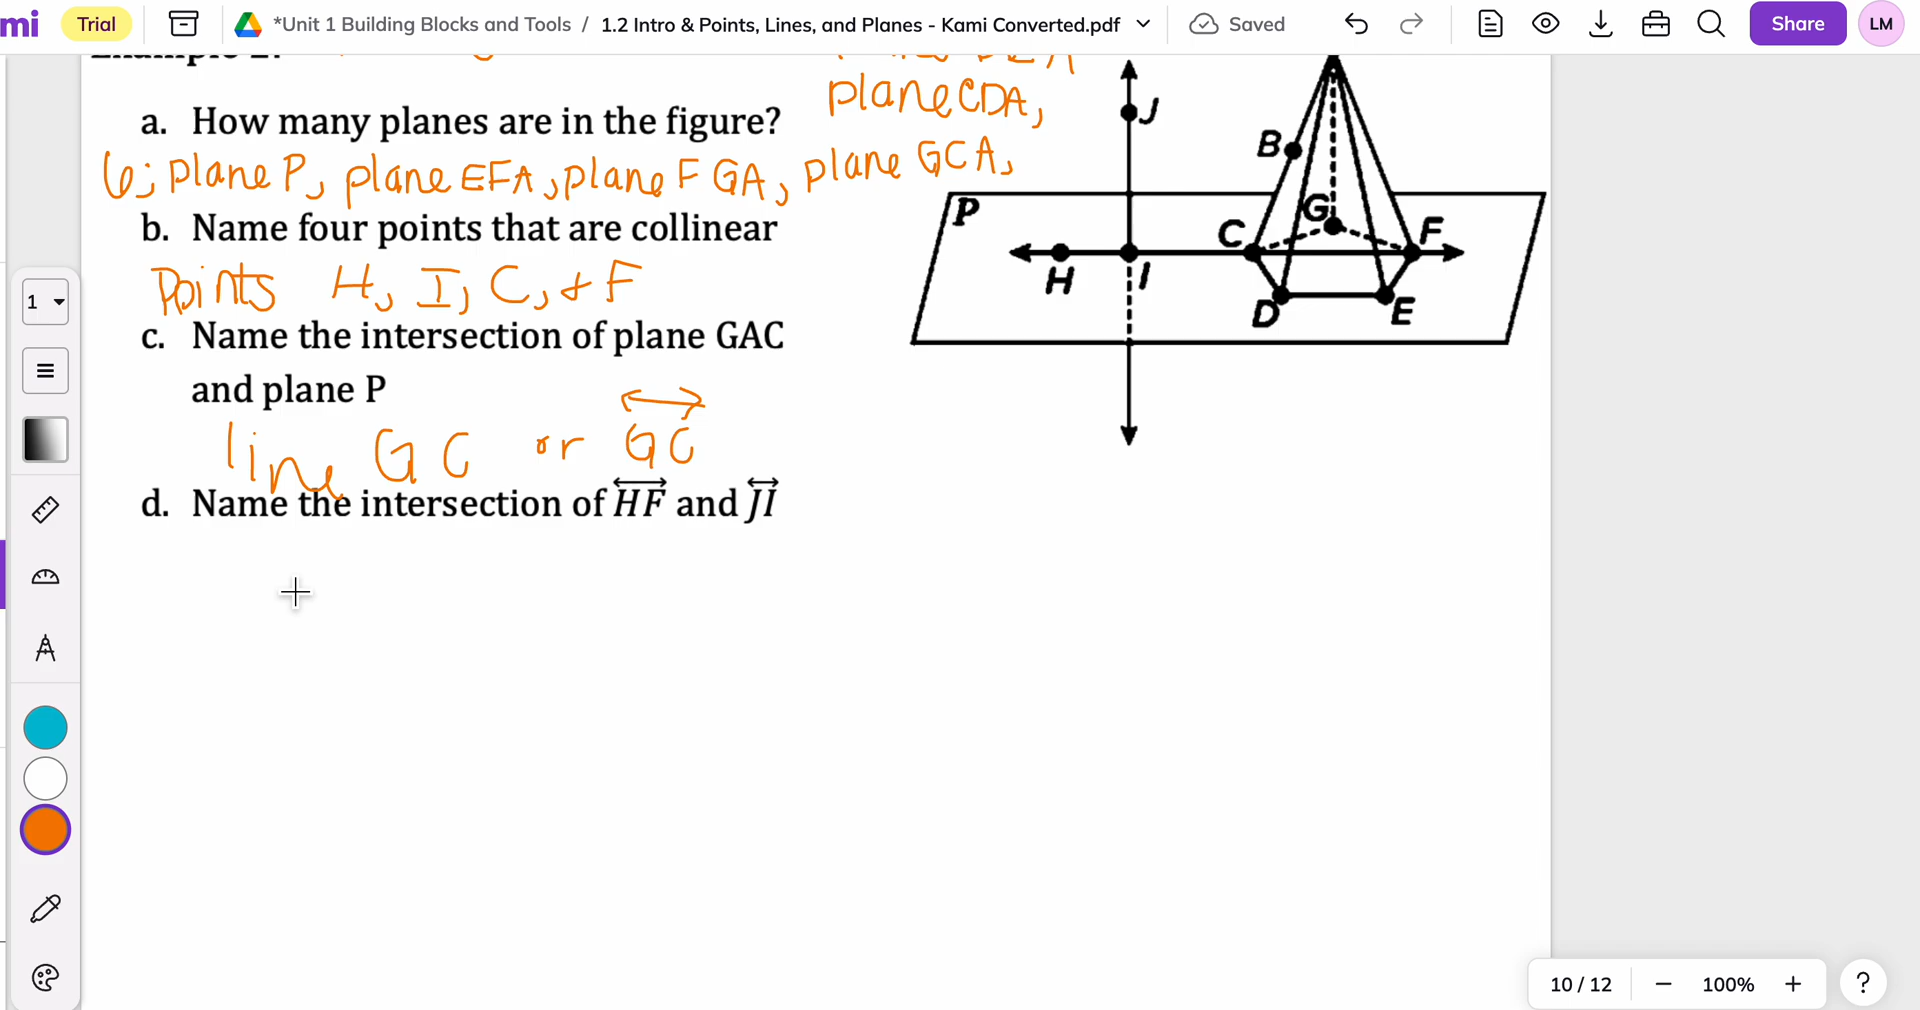 mi Trial *Unit 1 Building Blocks and Tools / 1.2 Intro & Points, Lines, and Planes - Kami Converted.pdf Saved Share LM
plane CDA,
a. How many planes are in the figure?
6; plane P, plane EFA, plane FGA, plane GCA,
b. Name four points that are collinear
Points H, I, C, & F
c. Name the intersection of plane GAC
and plane P
line GC or GC
d. Name the intersection of HF and JI
J
B
P
G
C
F
H
I
D
E
1
10 / 12 − 100% + ?